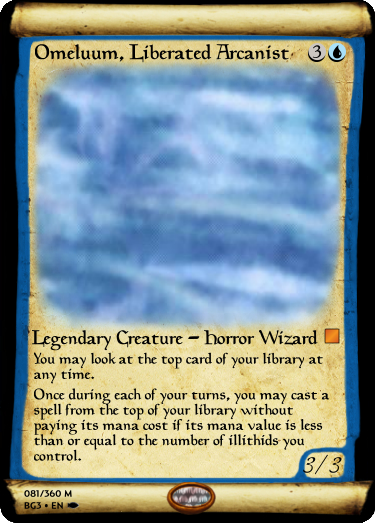 Omeluum, Liberated Arcanist 3
Legendary Creature – Horror Wizard
You may look at the top card of your library at
any time.
Once during each of your turns, you may cast a
spell from the top of your library without
paying its mana cost if its mana value is less
than or equal to the number of illithids you
control.
3/3
081/360 M
BG3 • EN